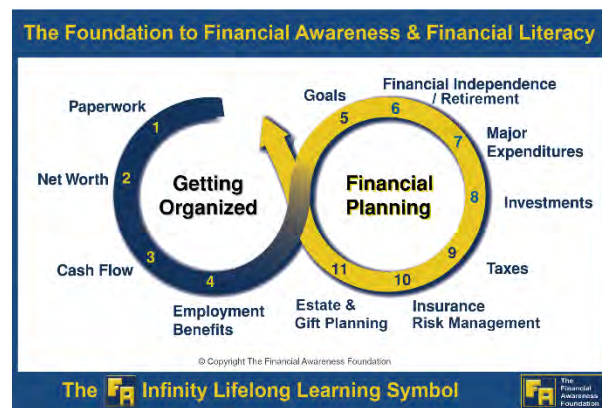 The Foundation to Financial Awareness & Financial Literacy
Paperwork
1
Net Worth
2
Cash Flow
3
Employment
Benefits
4
Getting
Organized
Goals
5
Financial Independence
/ Retirement
6
Major
Expenditures
7
Investments
8
Taxes
9
Insurance
Risk Management
10
Estate &
Gift Planning
11
Financial
Planning
© Copyright The Financial Awareness Foundation
The FA Infinity Lifelong Learning Symbol
FA
The
Financial
Awareness
Foundation